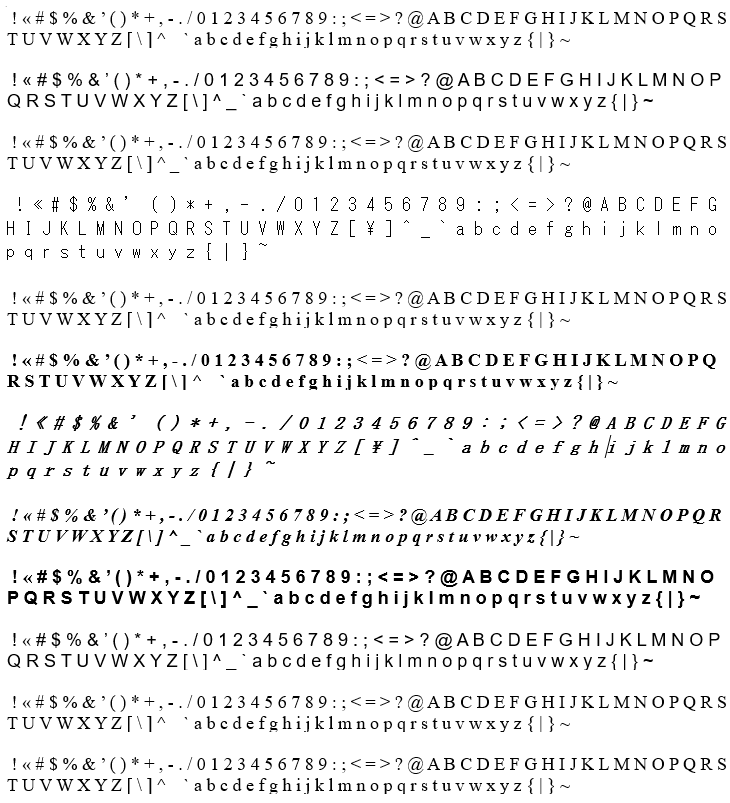 !«#$%&’()*+,-./0123456789:;<=>?@ABCDEFGHIJKLMNOPQRS
TUVWXYZ[\]^ `abcdefghijklmnopqrstuvwxyz{|}~
!«#$%&’()*+,-./0123456789:;<=>?@ABCDEFGHIJKLMNOP
QRSTUVWXYZ[\]^_`abcdefghijklmnopqrstuvwxyz{|}~
!«#$%&’()*+,-./0123456789:;<=>?@ABCDEFGHIJKLMNOPQRS
TUVWXYZ[\]^_`abcdefghijklmnopqrstuvwxyz{|}~
!«#$%&’ ()*+,-./0123456789:;<=>?@ABCDEFG
HIJKLMNOPQRSTUVWXYZ[¥]^_`abcdefghijklmno
pqrstuvwxyz{|}~
!«#$%&’()*+,-./0123456789:;<=>?@ABCDEFGHIJKLMNOPQRS
TUVWXYZ[\]^ `abcdefghijklmnopqrstuvwxyz{|}~
!«#$%&’()*+,-./0123456789:;<=>?@ABCDEFGHIJKLMNOPQ
RSTUVWXYZ[\]^ `abcdefghijklmnopqrstuvwxyz{|}~
!«#$%&’ ()*+,-./0123456789:;<=>?@ABCDEFG
HIJKLMNOPQRSTUVWXYZ[¥]^_`abcdefghijklmno
pqrstuvwxyz{|}~
!«#$%&’()*+,-./0123456789:;<=>?@ABCDEFGHIJKLMNOPQR
STUVWXYZ[\]^_`abcdefghijklmnopqrstuvwxyz{|}~
!«#$%&’()*+,-./0123456789:;<=>?@ABCDEFGHIJKLMNO
PQRSTUVWXYZ[\]^_`abcdefghijklmnopqrstuvwxyz{|}~
!«#$%&’()*+,-./0123456789:;<=>?@ABCDEFGHIJKLMNOP
QRSTUVWXYZ[\]^_`abcdefghijklmnopqrstuvwxyz{|}~
!«#$%&’()*+,-./0123456789:;<=>?@ABCDEFGHIJKLMNOPQRS
TUVWXYZ[\]^ `abcdefghijklmnopqrstuvwxyz{|}~
!«#$%&’()*+,-./0123456789:;<=>?@ABCDEFGHIJKLMNOPQRS
TUVWXYZ[\]^ `abcdefghijklmnopqrstuvwxyz{|}~